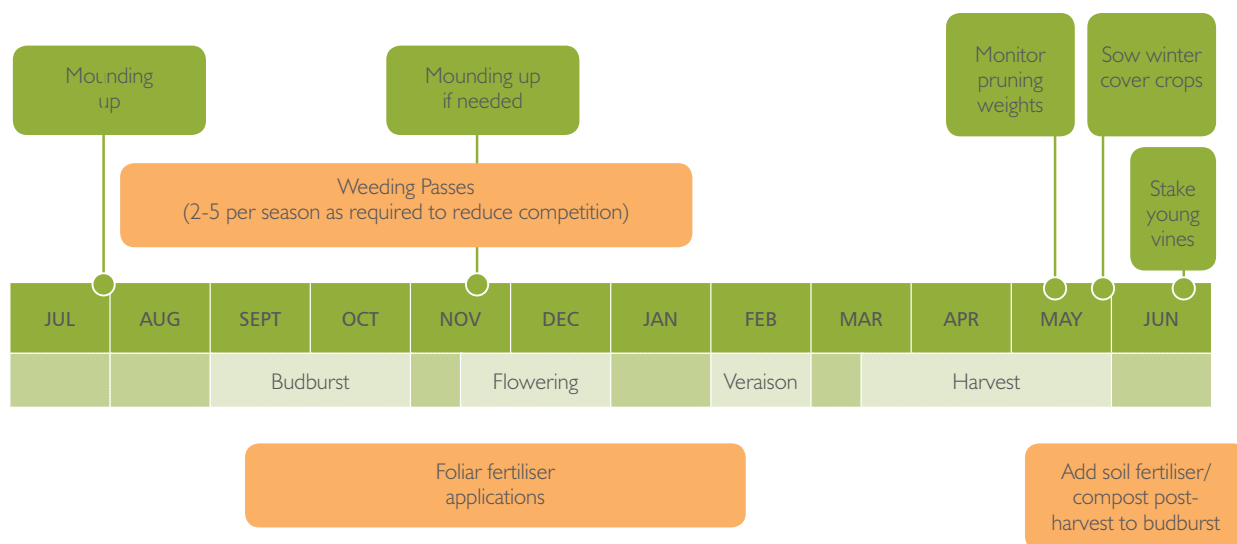 Mounding
up
Mounding up
if needed
Monitor
pruning
weights
Sow winter
cover crops
Weeding Passes
(2-5 per season as required to reduce competition)
Stake
young
vines
JUL AUG SEPT OCT NOV DEC JAN FEB MAR APR MAY JUN
Budburst Flowering Veraison Harvest
Foliar fertiliser
applications
Add soil fertiliser/
compost post-
harvest to budburst